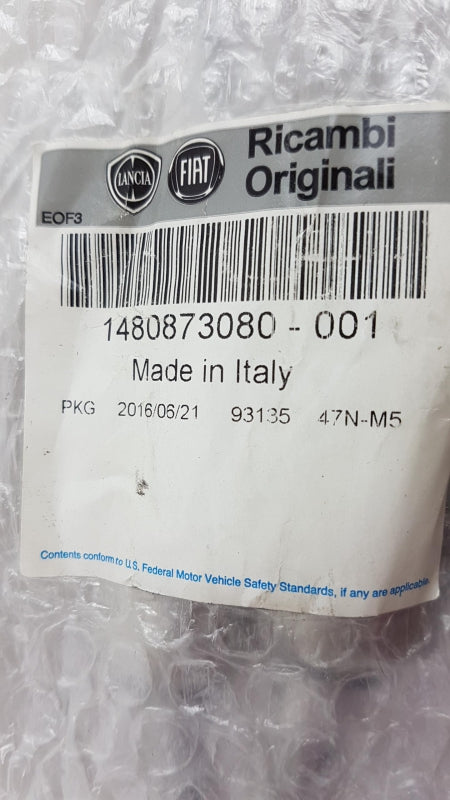 LANCIA FIAT Ricambi
Originali
EOF3
1480873080 - 001
Made in Italy
PKG 2016/06/21 93135 47N-M5
Contents conform to U.S. Federal Motor Vehicle Safety Standards, if any are applicable.